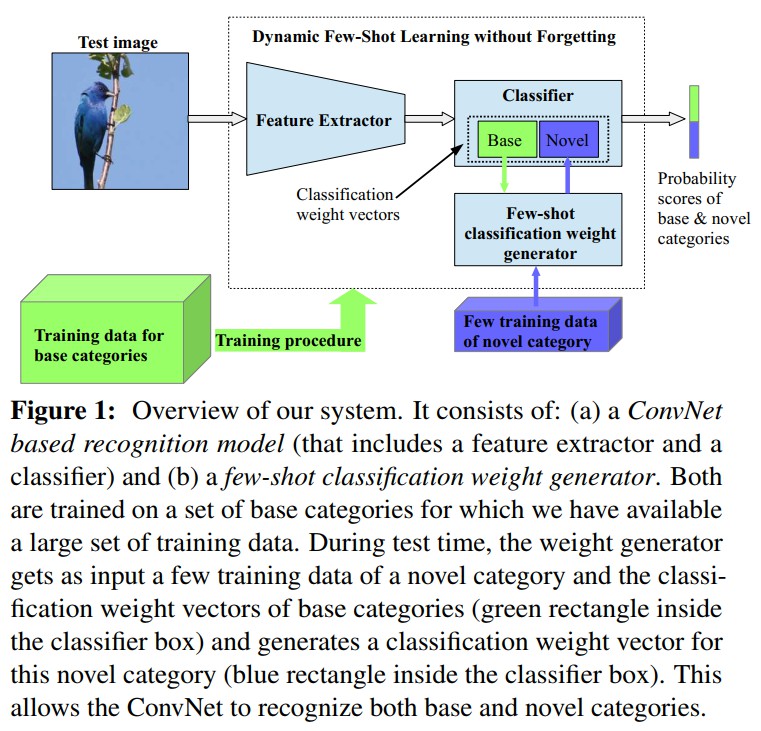 Test image
Dynamic Few-Shot Learning without Forgetting
Feature Extractor
Classifier
Base
Novel
Classification
weight vectors
Few-shot
classification weight
generator
Probability
scores of
base & novel
categories
Training data for
base categories
Training procedure
Few training data
of novel category
Figure 1: Overview of our system. It consists of: (a) a ConvNet
based recognition model (that includes a feature extractor and a
classifier) and (b) a few-shot classification weight generator. Both
are trained on a set of base categories for which we have available
a large set of training data. During test time, the weight generator
gets as input a few training data of a novel category and the classi-
fication weight vectors of base categories (green rectangle inside
the classifier box) and generates a classification weight vector for
this novel category (blue rectangle inside the classifier box). This
allows the ConvNet to recognize both base and novel categories.